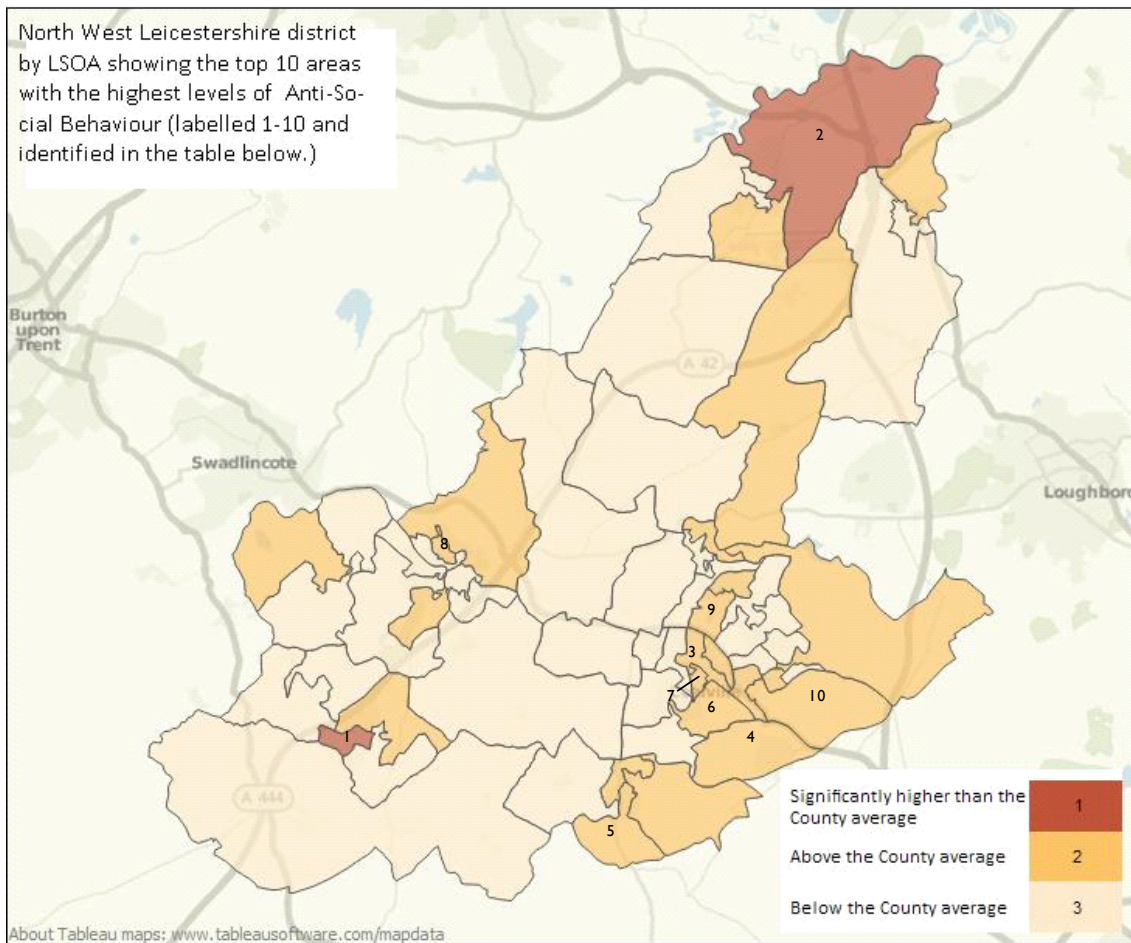 North West Leicestershire district
by LSOA showing the top 10 areas
with the highest levels of  Anti-So-
cial Behaviour (labelled 1-10 and
identified in the table below.)
2
Burton
upon
Trent
A 42
Swadlincote
Loughbor
8
9
3
7
6
10
4
1
A 444
5
Significantly higher than the
County average
1
Above the County average
2
Below the County average
3
About Tableau maps: www.tableausoftware.com/mapdata